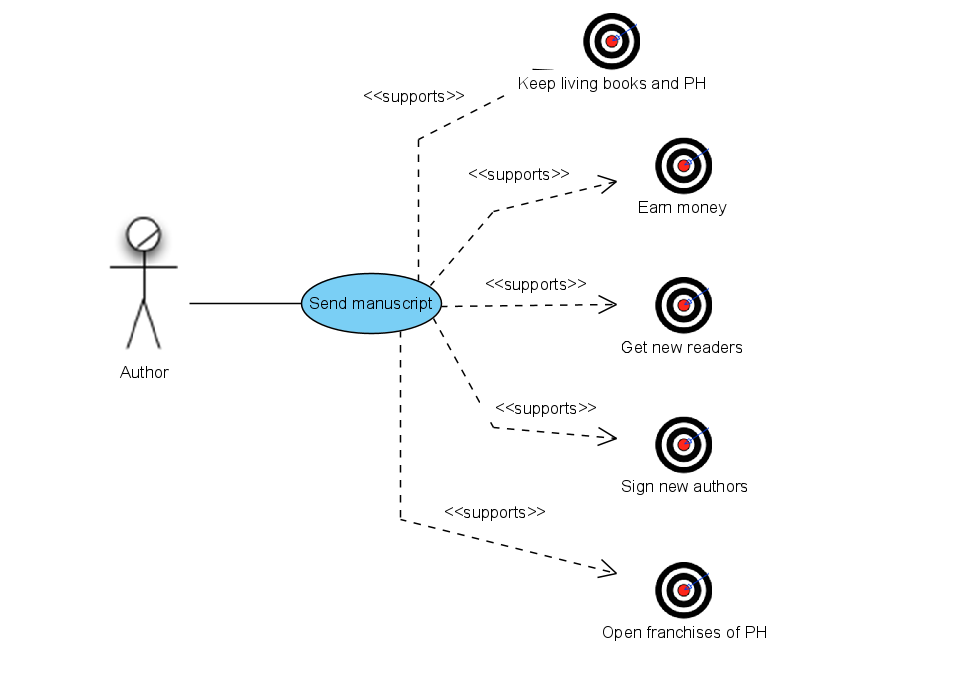 Keep living books and PH
<<supports>>
<<supports>>
Earn money
<<supports>>
Send manuscript
Get new readers
Author
<<supports>>
Sign new authors
<<supports>>
Open franchises of PH